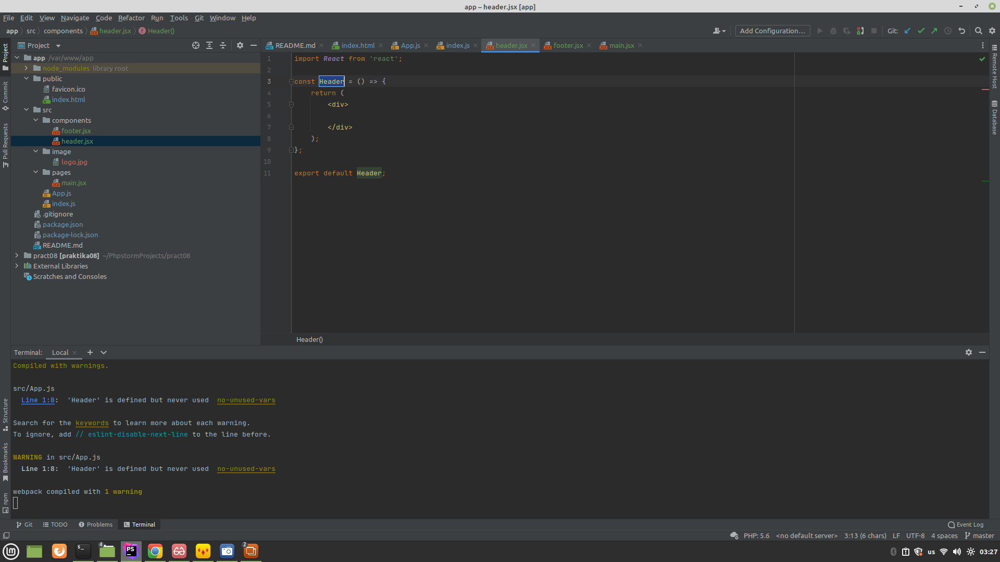 app – header.jsx [app]
File Edit View Navigate Code Refactor Run Tools Git Window Help
app src components header.jsx Header()
Add Configuration... Git:
Project
README.md index.html App.js index.js header.jsx footer.jsx main.jsx
Project
Commit
Pull Requests
Structure
Bookmarks
npm
app /var/www/app
node_modules library root
public
favicon.ico
index.html
src
components
footer.jsx
header.jsx
image
logo.jpg
pages
main.jsx
App.js
index.js
.gitignore
package.json
package-lock.json
README.md
pract08 [praktika08] ~/PhpstormProjects/pract08
External Libraries
Scratches and Consoles
1 import React from 'react';
2
3 const Header = () => {
4 return (
5 <div>
6
7 </div>
8 );
9 };
10
11 export default Header;
Header()
Remote Host
Database
Terminal: Local
Compiled with warnings.
src/App.js
Line 1:8: 'Header' is defined but never used no-unused-vars
Search for the keywords to learn more about each warning.
To ignore, add // eslint-disable-next-line to the line before.
WARNING in src/App.js
Line 1:8: 'Header' is defined but never used no-unused-vars
webpack compiled with 1 warning
Git TODO Problems Terminal Event Log
PHP: 5.6 <no default server> 3:13 (6 chars) LF UTF-8 4 spaces master
4 PS 2 us 03:27